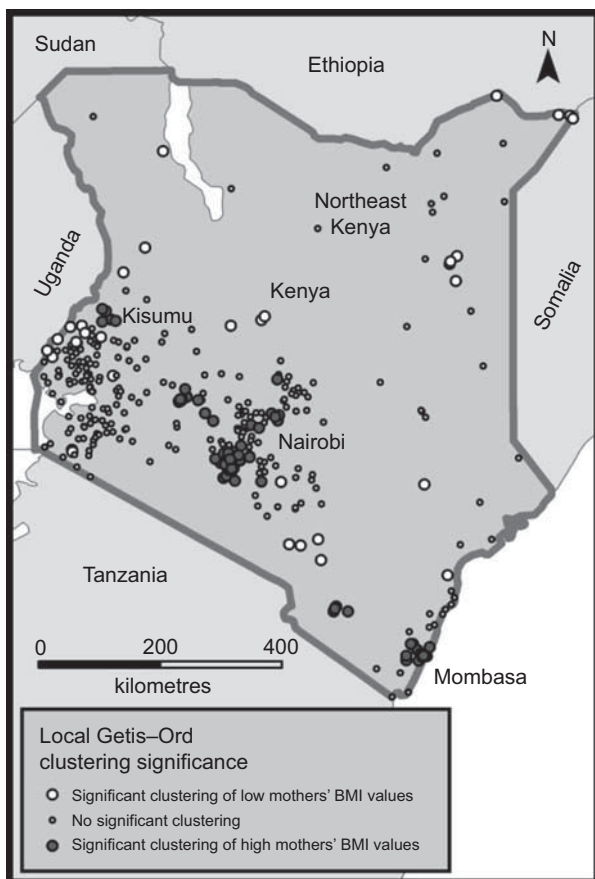 Sudan
Ethiopia
N
Northeast
Kenya
Uganda
Kenya
Somalia
Kisumu
Nairobi
Tanzania
0 200 400
kilometres
Mombasa
Local Getis–Ord
clustering significance
Significant clustering of low mothers' BMI values
No significant clustering
Significant clustering of high mothers' BMI values